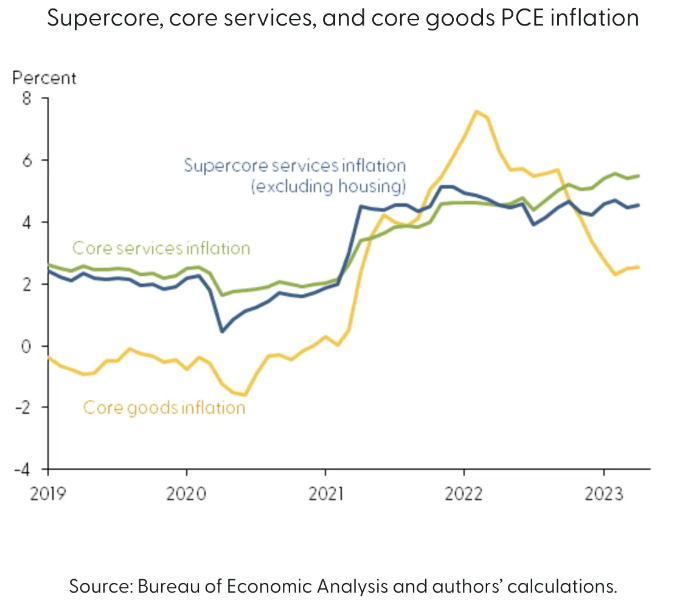 Supercore, core services, and core goods PCE inflation
Percent
8
6
4
2
0
-2
-4
Supercore services inflation
(excluding housing)
Core services inflation
Core goods inflation
2019 2020 2021 2022 2023
Source: Bureau of Economic Analysis and authors’ calculations.